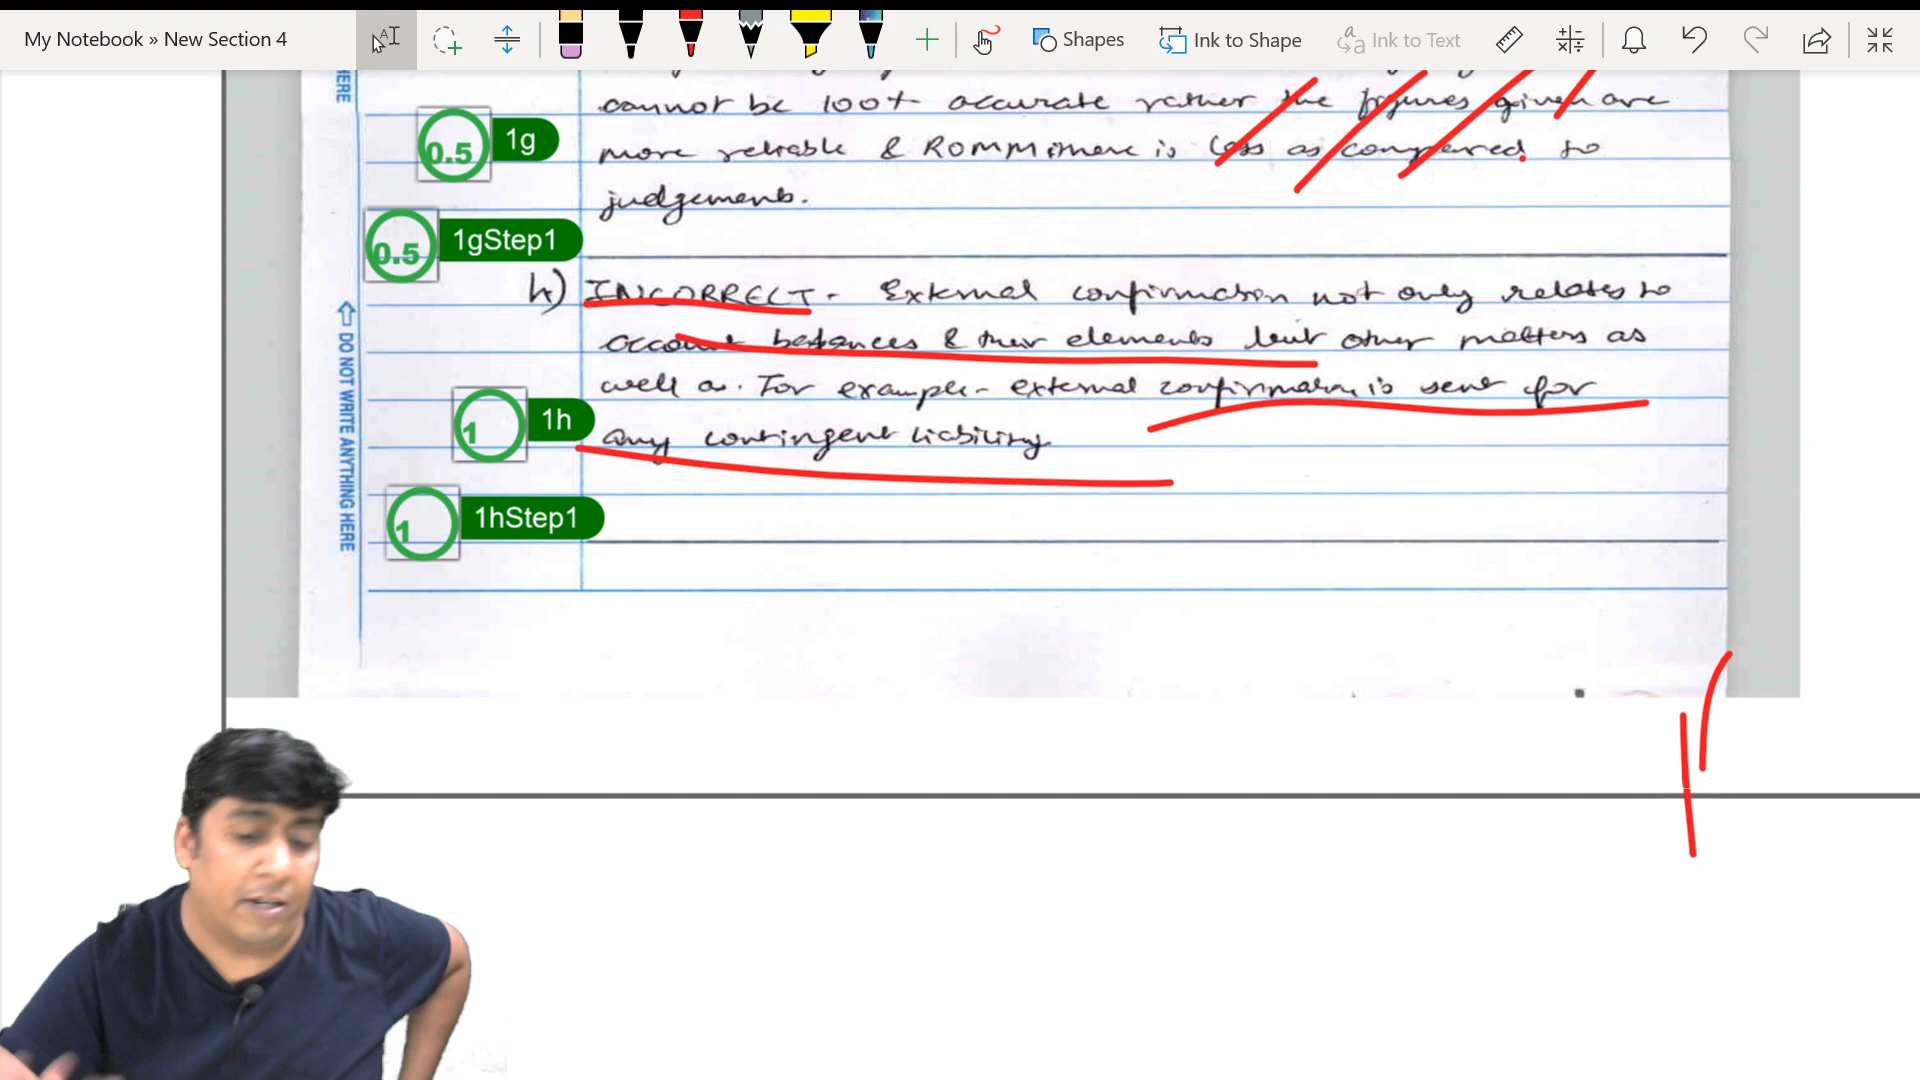 My Notebook » New Section 4
Shapes
Ink to Shape
Ink to Text
HERE
cannot be 100% accurate rather the figures given are
0.5 1g
more reliable & ROMM is less as compared to
judgements.
0.5 1gStep1
h) INCORRECT - External confirmation not only relates to
account balances & their elements but other matters as
well as. For example - external confirmation is sent for
1 1h
any contingent liability.
1 1hStep1
DO NOT WRITE ANYTHING HERE